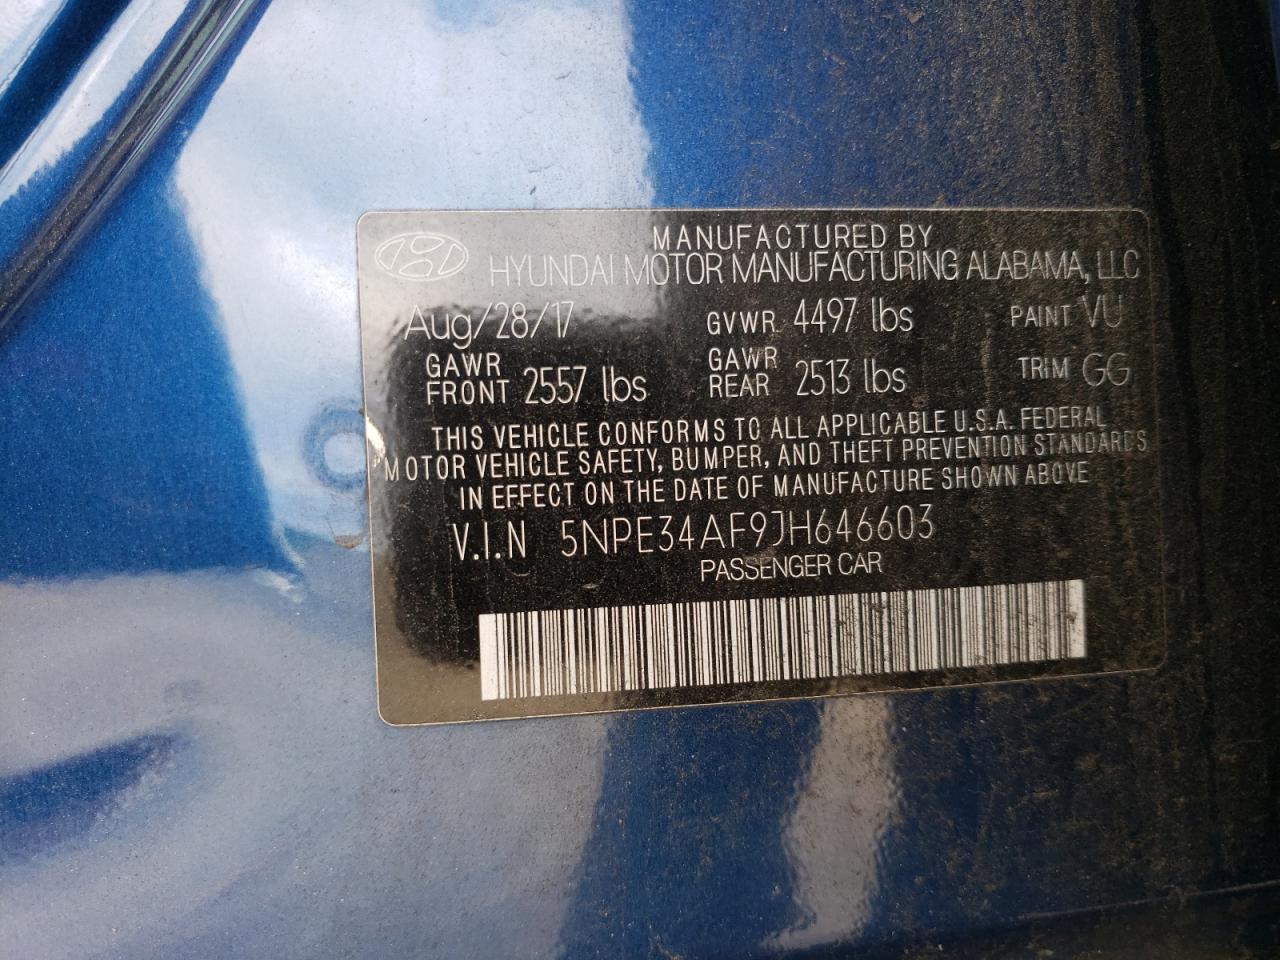 MANUFACTURED BY
HYUNDAI MOTOR MANUFACTURING ALABAMA, LLC
Aug/28/17 GVWR 4497 lbs PAINT VU
GAWR FRONT 2557 lbs GAWR REAR 2513 lbs TRIM GG
THIS VEHICLE CONFORMS TO ALL APPLICABLE U.S.A. FEDERAL
MOTOR VEHICLE SAFETY, BUMPER, AND THEFT PREVENTION STANDARDS
IN EFFECT ON THE DATE OF MANUFACTURE SHOWN ABOVE
V.I.N 5NPE34AF9JH646603
PASSENGER CAR